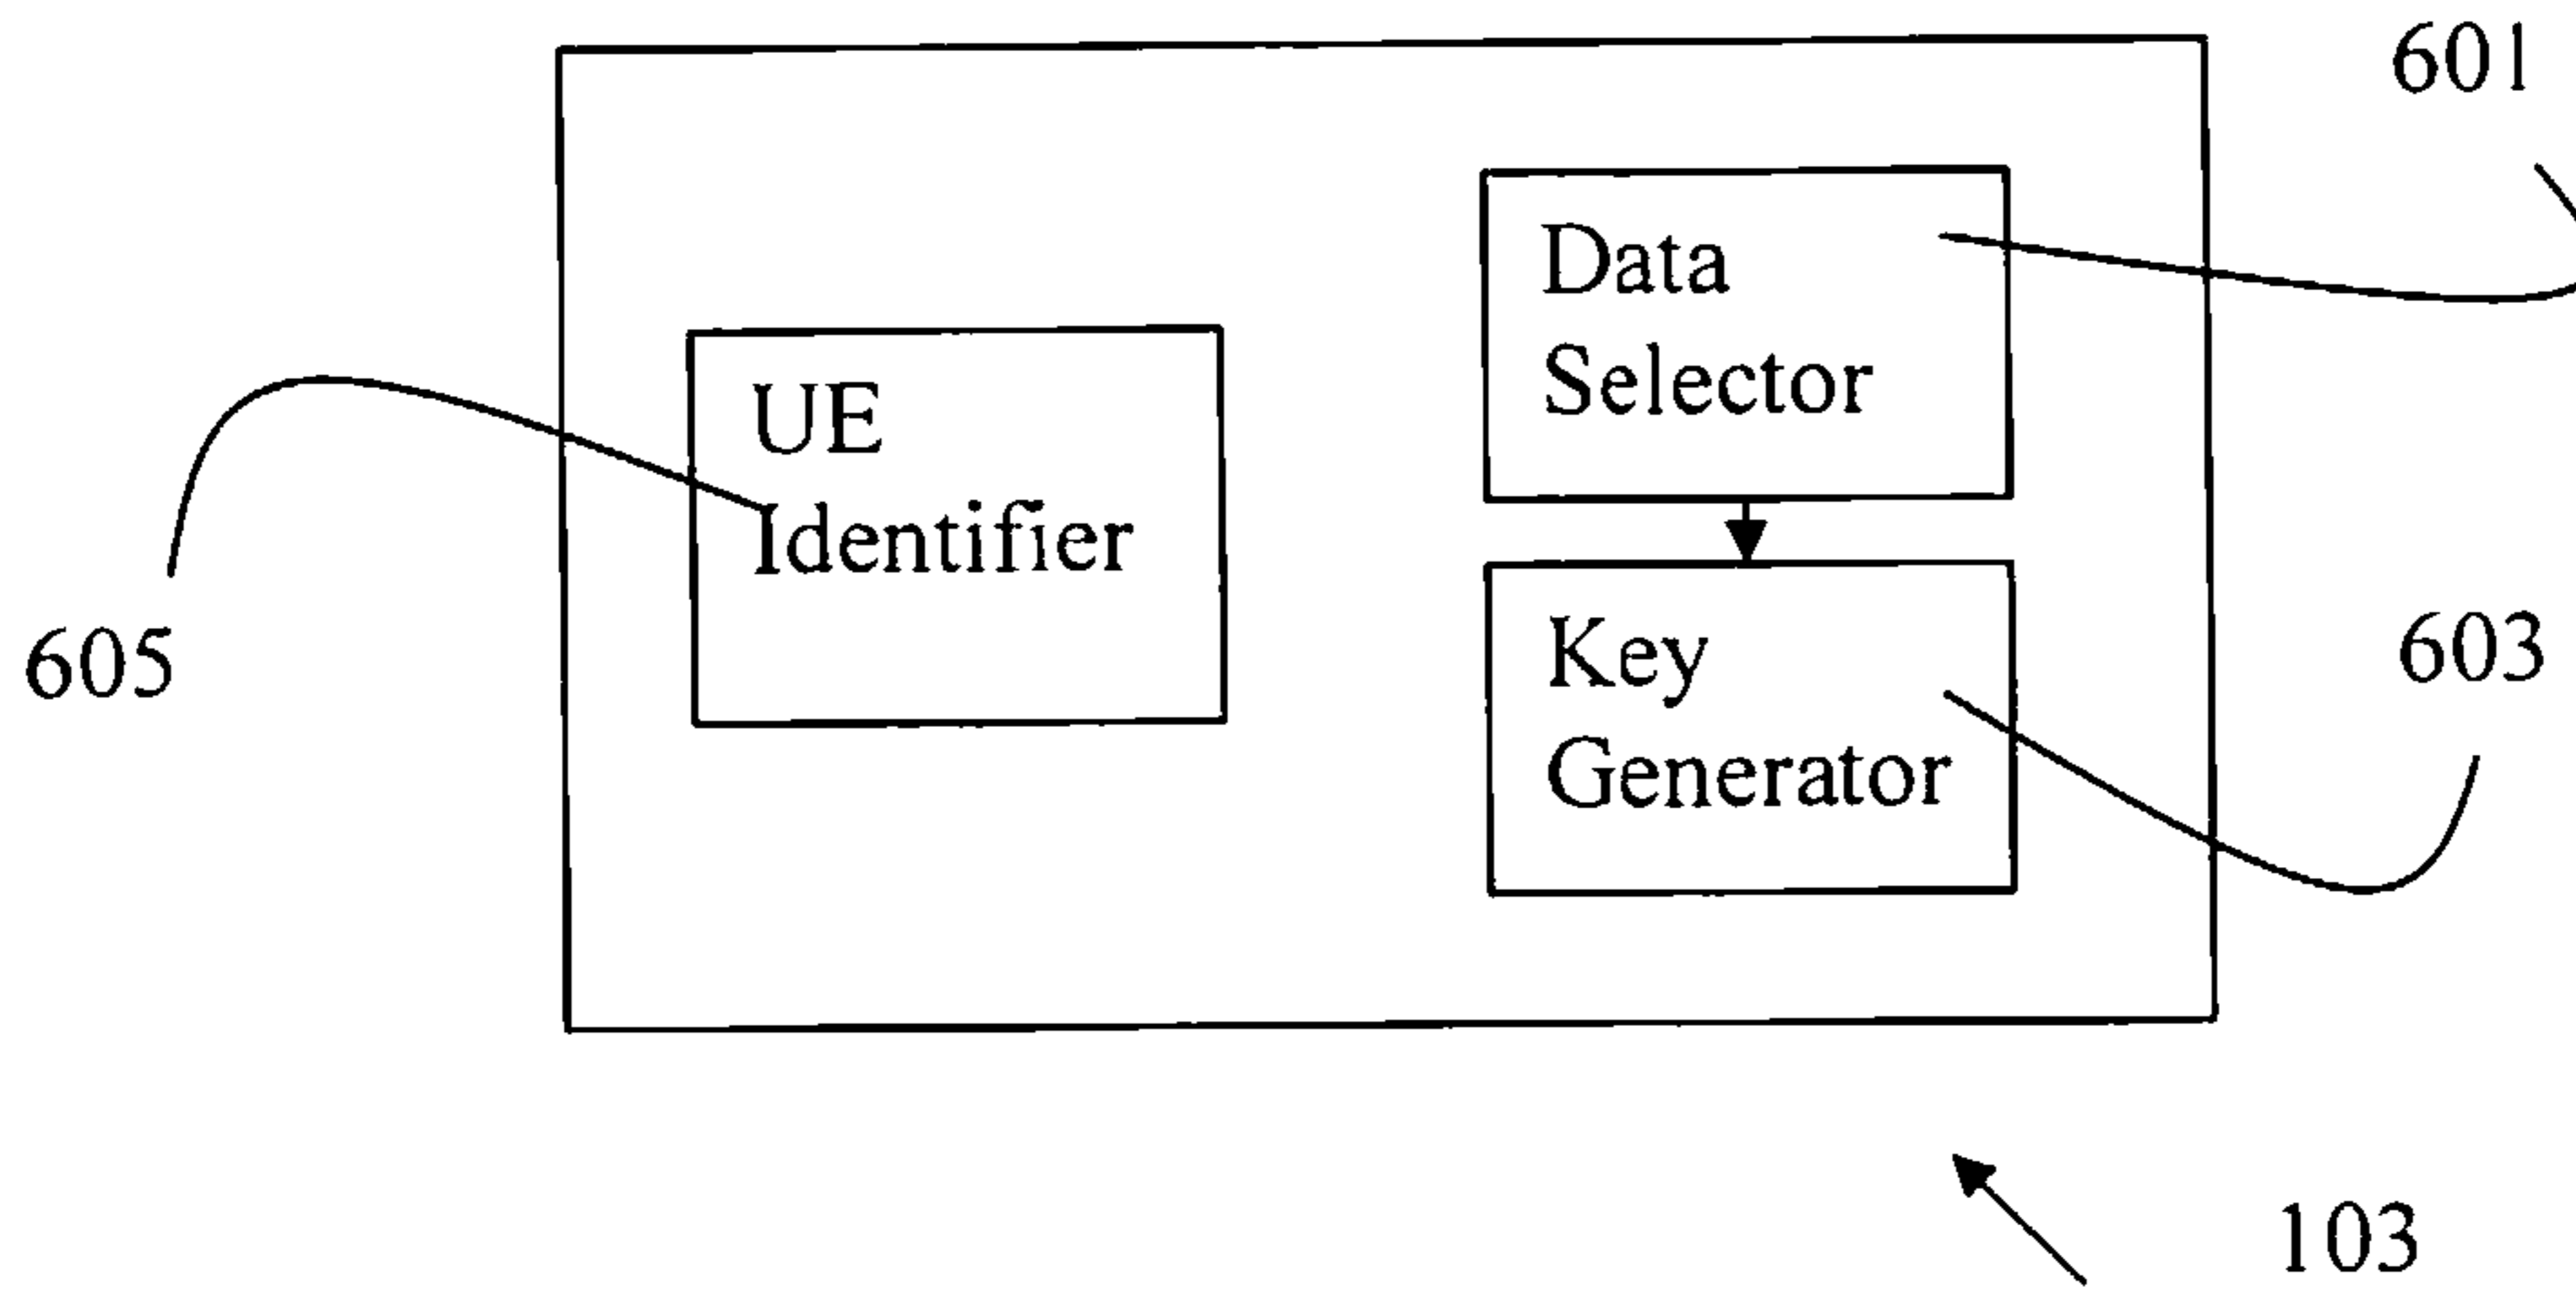 601
Data
Selector
UE
Identifier
605
Key
Generator
603
103